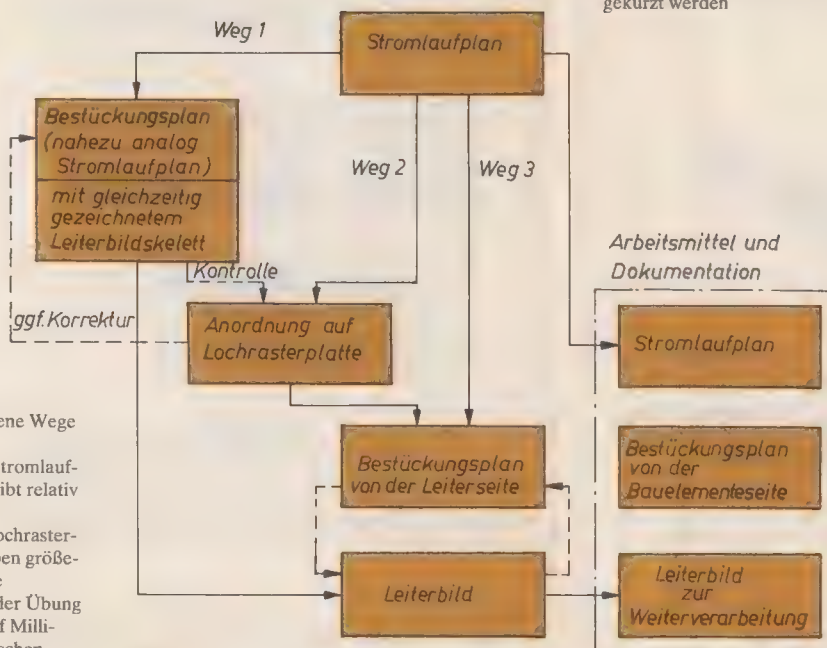 gekürzt werden
Weg 1
Stromlaufplan
Bestückungsplan
(nahezu analog
Stromlaufplan)
mit gleichzeitig
gezeichnetem
Leiterbildskelett
Weg 2
Weg 3
Kontrolle
ggf. Korrektur
Anordnung auf
Lochrasterplatte
Arbeitsmittel und
Dokumentation
Stromlaufplan
Bestückungsplan
von der Leiterseite
Bestückungsplan
von der
Bauelementeseite
Leiterbild
Leiterbild
zur
Weiterverarbeitung
ene Wege
tromlauf-
ibt relativ
ochraster-
ben größe-
der Übung
f Milli-